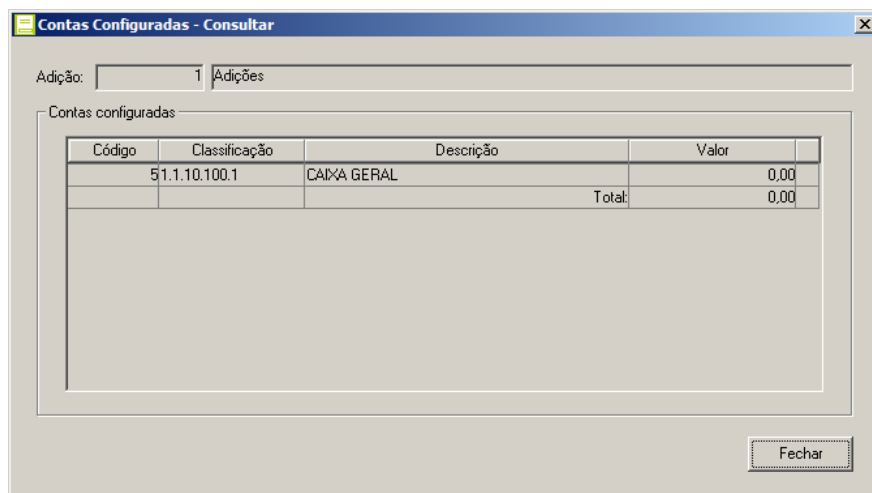 Contas Configuradas - Consultar
Adição: 1 Adições
Contas configuradas
Código Classificação Descrição Valor
5 1.1.10.100.1 CAIXA GERAL 0,00
Total: 0,00
Fechar